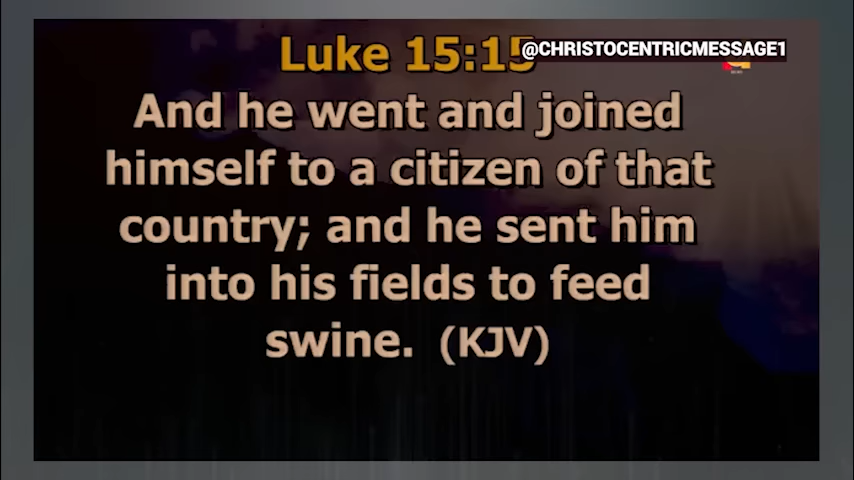 Luke 15:15
@CHRISTOCENTRICMESSAGE1
And he went and joined
himself to a citizen of that
country; and he sent him
into his fields to feed
swine. (KJV)